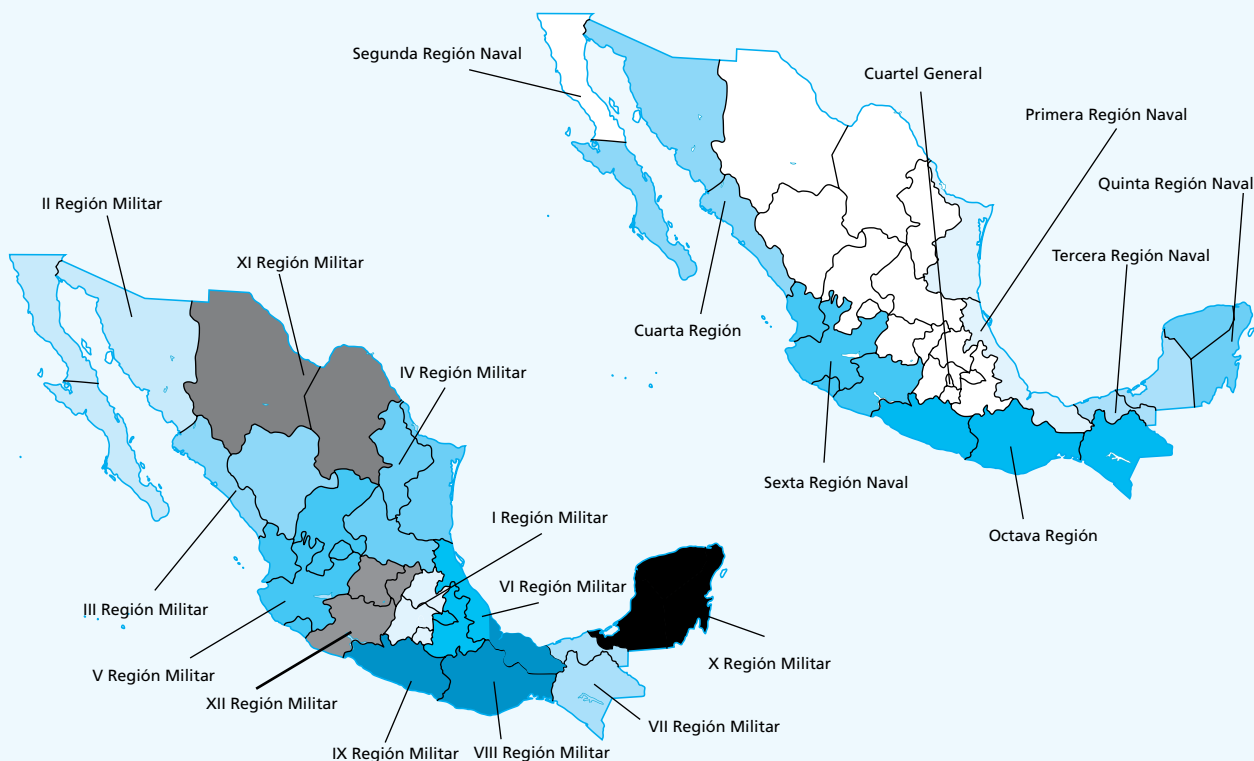 Segunda Región Naval
Cuartel General
Primera Región Naval
Quinta Región Naval
Tercera Región Naval
Cuarta Región
Sexta Región Naval
Octava Región
II Región Militar
XI Región Militar
IV Región Militar
I Región Militar
VI Región Militar
III Región Militar
V Región Militar
X Región Militar
XII Región Militar
VII Región Militar
IX Región Militar
VIII Región Militar